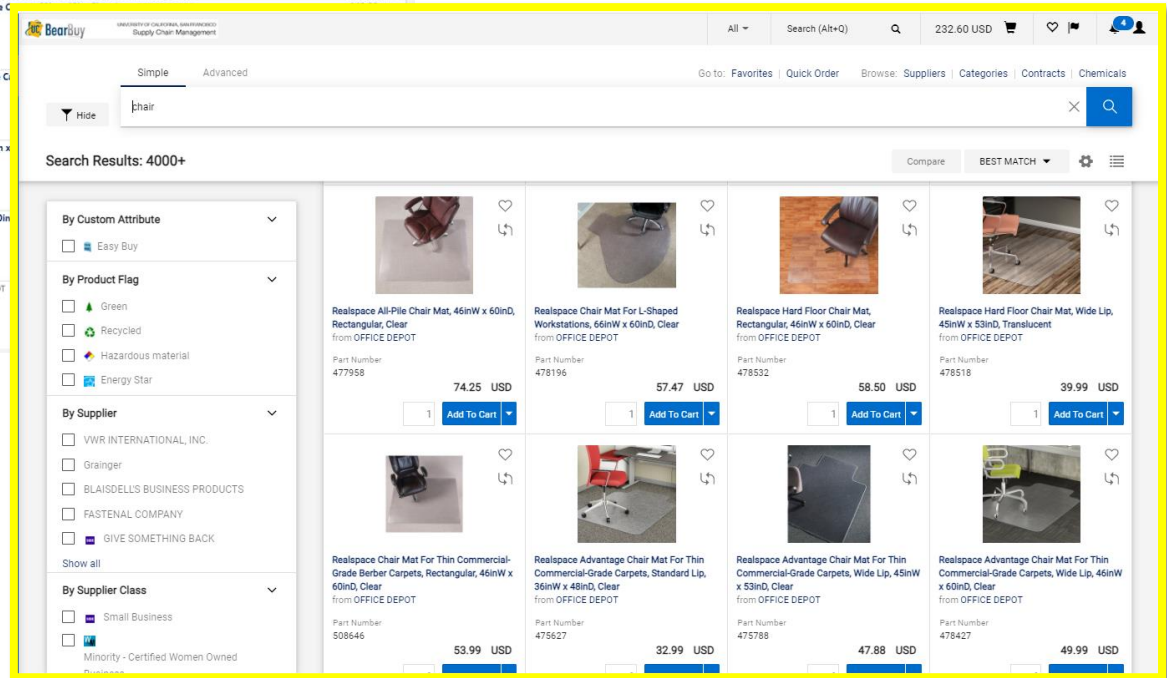 BearBuy
UNIVERSITY OF CALIFORNIA, SAN FRANCISCO
Supply Chain Management
All
Search (Alt+Q)
232.60 USD
4
Simple
Advanced
Go to: Favorites | Quick Order Browse: Suppliers | Categories | Contracts | Chemicals
Hide
chair
Search Results: 4000+
Compare
BEST MATCH
By Custom Attribute
Easy Buy
By Product Flag
Green
Recycled
Hazardous material
Energy Star
By Supplier
VWR INTERNATIONAL, INC.
Grainger
BLAISDELL'S BUSINESS PRODUCTS
FASTENAL COMPANY
GIVE SOMETHING BACK
Show all
By Supplier Class
Small Business
Minority - Certified Women Owned
Business
Realspace All-Pile Chair Mat, 46inW x 60inD,
Rectangular, Clear
from OFFICE DEPOT
Part Number
477958
74.25 USD
1 Add To Cart
Realspace Chair Mat For L-Shaped
Workstations, 66inW x 60inD, Clear
from OFFICE DEPOT
Part Number
478196
57.47 USD
1 Add To Cart
Realspace Hard Floor Chair Mat,
Rectangular, 46inW x 60inD, Clear
from OFFICE DEPOT
Part Number
478532
58.50 USD
1 Add To Cart
Realspace Hard Floor Chair Mat, Wide Lip,
45inW x 53inD, Translucent
from OFFICE DEPOT
Part Number
478518
39.99 USD
1 Add To Cart
Realspace Chair Mat For Thin Commercial-
Grade Berber Carpets, Rectangular, 46inW x
60inD, Clear
from OFFICE DEPOT
Part Number
508646
53.99 USD
Realspace Advantage Chair Mat For Thin
Commercial-Grade Carpets, Standard Lip,
36inW x 48inD, Clear
from OFFICE DEPOT
Part Number
475627
32.99 USD
Realspace Advantage Chair Mat For Thin
Commercial-Grade Carpets, Wide Lip, 45inW
x 53inD, Clear
from OFFICE DEPOT
Part Number
475788
47.88 USD
Realspace Advantage Chair Mat For Thin
Commercial-Grade Carpets, Wide Lip, 46inW
x 60inD, Clear
from OFFICE DEPOT
Part Number
478427
49.99 USD